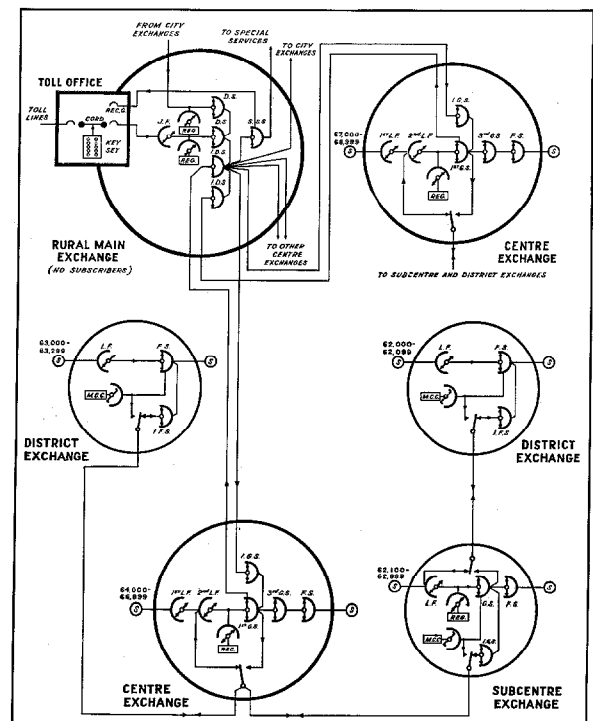 FROM CITY
EXCHANGES
TO SPECIAL
SERVICES
TO CITY
EXCHANGES
TOLL OFFICE
TOLL
LINES
CORD
KEY
SET
REC.G.
J.F.
REG.
REG.
D.S.
D.S.
I.D.S.
I.D.S
S.S.S
RURAL MAIN
EXCHANGE
(NO SUBSCRIBERS)
TO OTHER
CENTRE
EXCHANGES
67,000-
68,999
S
1st L.F.
2nd L.F.
I.G.S.
1st G.S.
3rd G.S.
F.S.
S
REG.
CENTRE
EXCHANGE
TO SUBCENTRE AND DISTRICT EXCHANGES
63,000-
63,299
S
L.F.
F.S.
S
M.C.C.
I.F.S.
DISTRICT
EXCHANGE
62,000-
62,099
S
L.F.
F.S.
S
M.C.C.
I.F.S
DISTRICT
EXCHANGE
64,000-
66,899
S
1st L.F.
2nd L.F.
I.G.S.
1st G.S.
3rd G.S.
F.S.
S
REG.
CENTRE
EXCHANGE
62,100-
62,999
S
L.F.
G.S.
F.G.
S
REG.
M.C.C.
SUBCENTRE
EXCHANGE